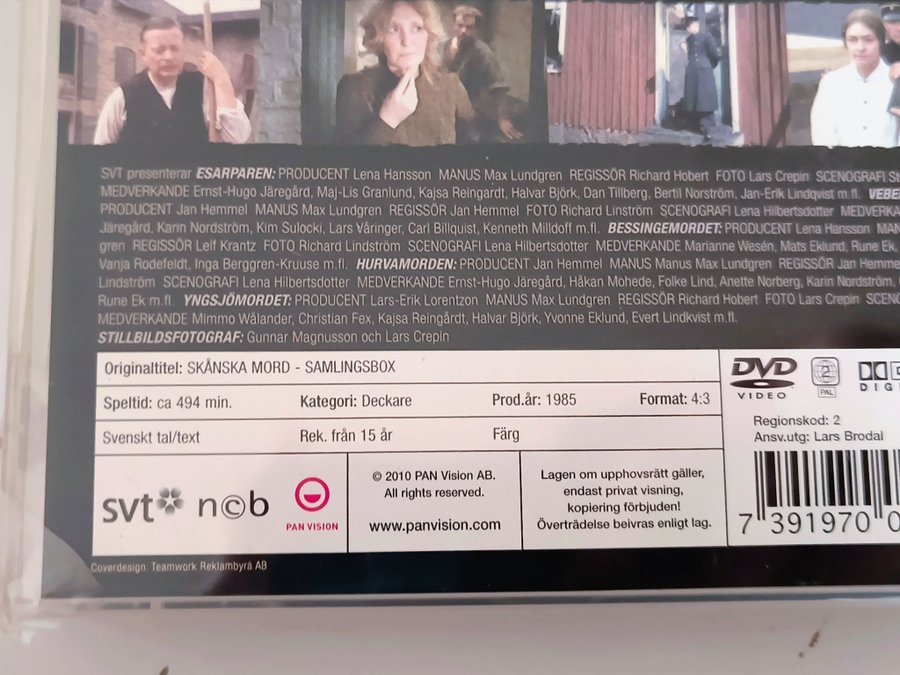 SVT presenterar ESARPAREN: PRODUCENT Lena Hansson MANUS Max Lundgren REGISSÖR Richard Hobert FOTO Lars Crepin SCENOGRAFI
MEDVERKANDE Ernst-Hugo Järegård, Maj-Lis Granlund, Kajsa Reingardt, Halvar Björk, Dan Tillberg, Bertil Norström, Jan-Erik Lindqvist m fl.
PRODUCENT Jan Hemmel MANUS Max Lundgren REGISSÖR Jan Hemmel FOTO Richard Linström SCENOGRAFI Lena Hilbertsdotter
Järegård, Karin Nordström, Kim Sulocki, Lars Väringer, Carl Billquist, Kenneth Milldoff m fl. BESSINGEMORDET: PRODUCENT Lena Hansson
gren REGISSÖR Leif Krantz FOTO Richard Lindström SCENOGRAFI Lena Hilbertsdotter MEDVERKANDE Marianne Wesén, Mats Eklund, Rune Ek,
Vanja Rodefeldt, Inga Berggren-Kruuse m.fl. HURVAMORDEN: PRODUCENT Jan Hemmel MANUS Manus Max Lundgren REGISSÖR Jan
Lindström SCENOGRAFI Lena Hilbertsdotter MEDVERKANDE Ernst-Hugo Järegård, Håkan Mohede, Folke Lind, Anette Norberg, Karin Nordström,
Rune Ek m fl. YNGSJÖMORDET: PRODUCENT Lars-Erik Lorentzon MANUS Max Lundgren REGISSÖR Richard Hobert FOTO Lars Crepin
MEDVERKANDE Mimmo Wålander, Christian Fex, Kajsa Reingårdt, Halvar Björk, Yvonne Eklund, Evert Lindkvist m fl.
STILLBILDSFOTOGRAF: Gunnar Magnusson och Lars Crepin
Originaltitel: SKÅNSKA MORD - SAMLINGSBOX
Speltid: ca 494 min. Kategori: Deckare Prod.år: 1985 Format: 4:3
Svenskt tal/text Rek. från 15 år Färg
DVD
VIDEO
2
PAL
Regionskod: 2
Ansv.utg: Lars Brodal
svt
n©b
PAN VISION
© 2010 PAN Vision AB.
All rights reserved.
www.panvision.com
Lagen om upphovsrätt gäller,
endast privat visning,
kopiering förbjuden!
Överträdelse beivras enligt lag.
7 391970 0
Coverdesign. Teamwork Reklambyrå AB